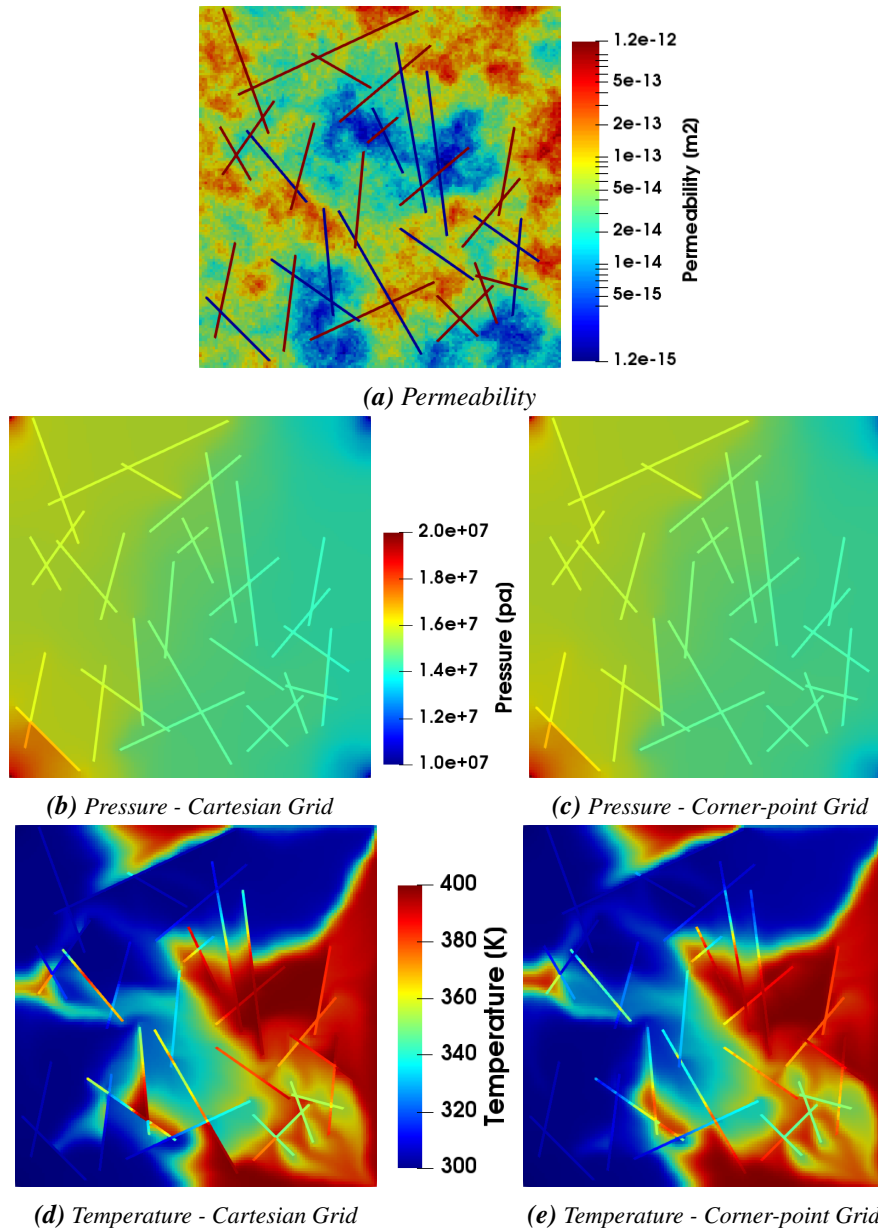 1.2e-12
5e-13
2e-13
1e-13
5e-14
2e-14
1e-14
5e-15
1.2e-15
Permeability (m2)
(a) Permeability
2.0e+07
1.8e+7
1.6e+7
1.4e+7
1.2e+7
1.0e+07
Pressure (pa)
(b) Pressure - Cartesian Grid
(c) Pressure - Corner-point Grid
400
380
360
340
320
300
Temperature (K)
(d) Temperature - Cartesian Grid
(e) Temperature - Corner-point Grid